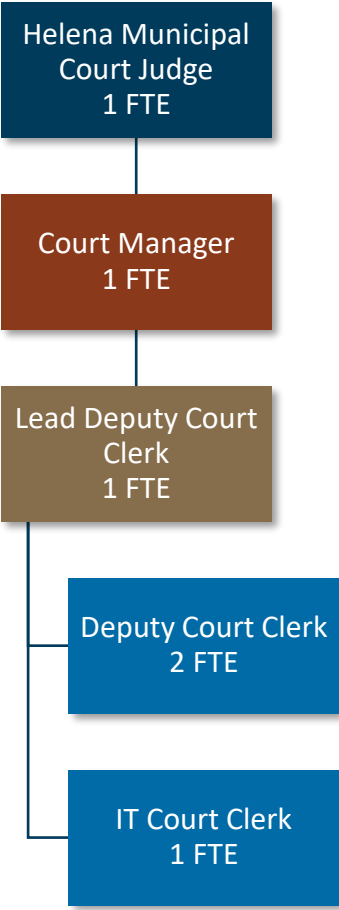 Helena Municipal
Court Judge
1 FTE
Court Manager
1 FTE
Lead Deputy Court
Clerk
1 FTE
Deputy Court Clerk
2 FTE
IT Court Clerk
1 FTE